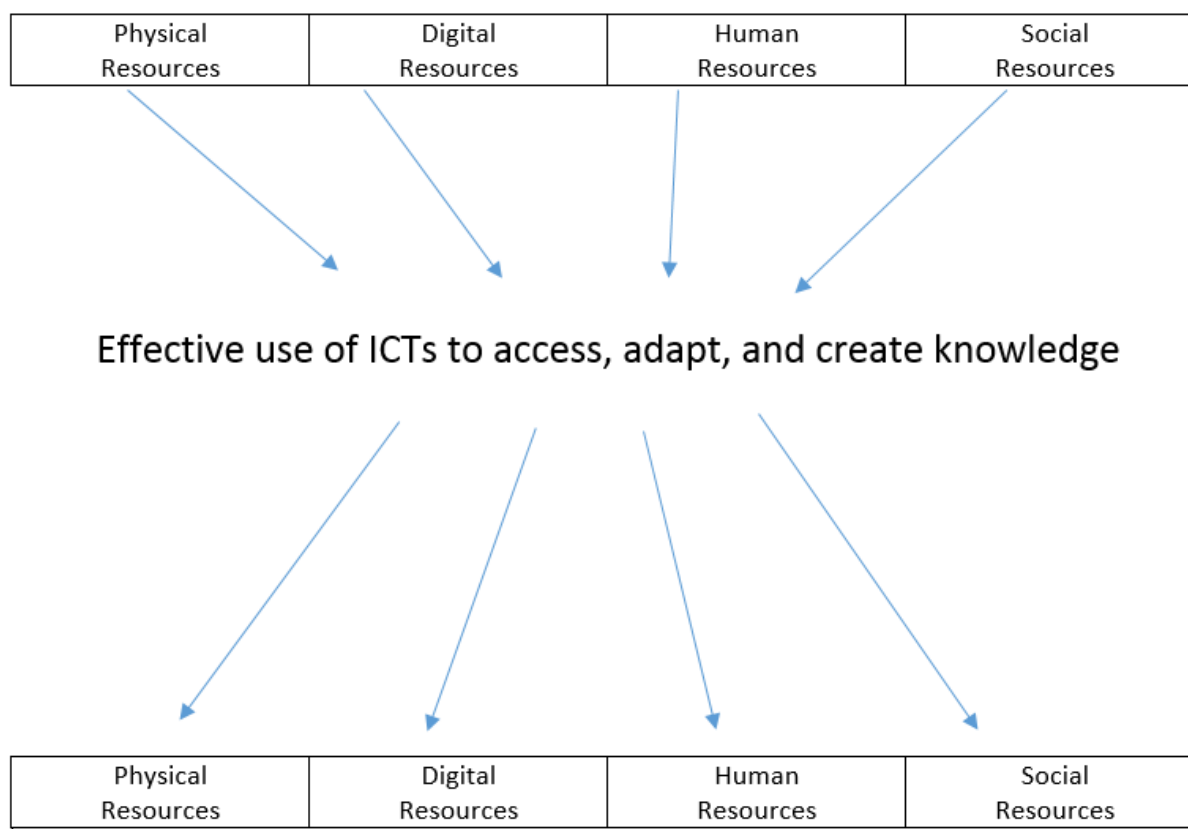 Physical
Resources
Digital
Resources
Human
Resources
Social
Resources
Effective use of ICTs to access, adapt, and create knowledge
Physical
Resources
Digital
Resources
Human
Resources
Social
Resources